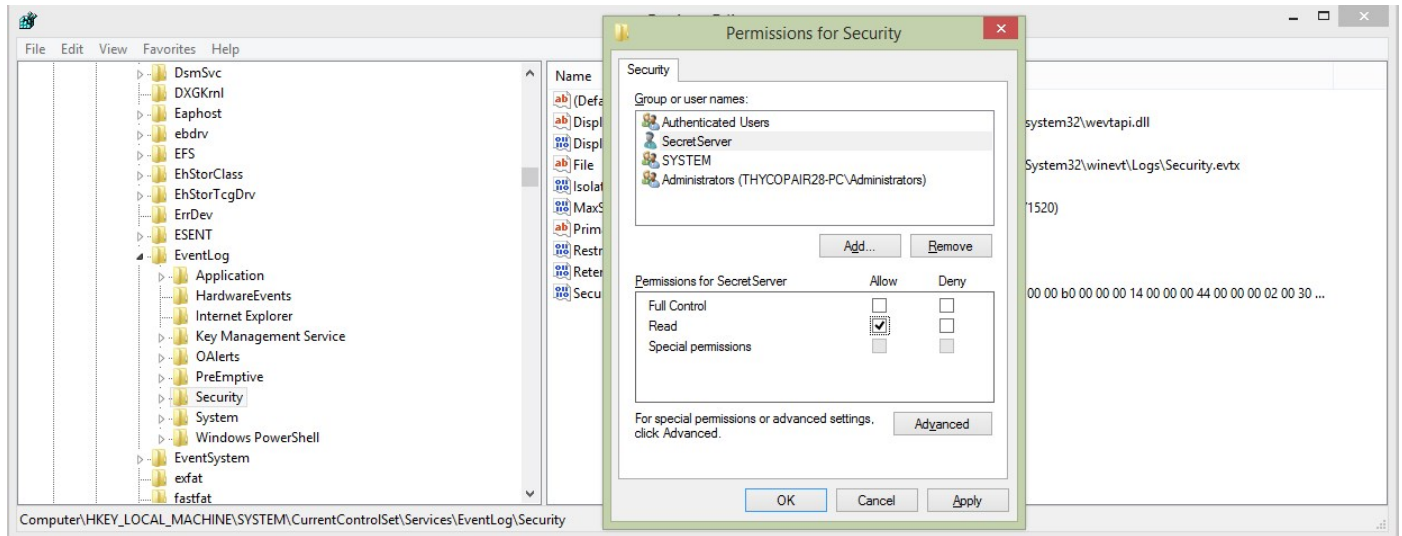 Permissions for Security
File Edit View Favorites Help
DsmSvc
DXGKrnl
Eaphost
ebdrv
EFS
EhStorClass
EhStorTcgDrv
ErrDev
ESENT
EventLog
Application
HardwareEvents
Internet Explorer
Key Management Service
OAlerts
PreEmptive
Security
System
Windows PowerShell
EventSystem
exfat
fastfat
Name
ab (Defa
ab Displ
Displ
ab File
Isolat
MaxS
ab Prim
Restr
Reter
Secu
Security
Group or user names:
Authenticated Users
SecretServer
SYSTEM
Administrators (THYCOPAIR28-PC\Administrators)
Add... Remove
Permissions for SecretServer Allow Deny
Full Control
Read
Special permissions
For special permissions or advanced settings,
click Advanced.
Advanced
OK Cancel Apply
system32\wevtapi.dll
System32\winevt\Logs\Security.evtx
1520)
00 00 b0 00 00 00 14 00 00 00 44 00 00 00 02 00 30 ...
Computer\HKEY_LOCAL_MACHINE\SYSTEM\CurrentControlSet\Services\EventLog\Security